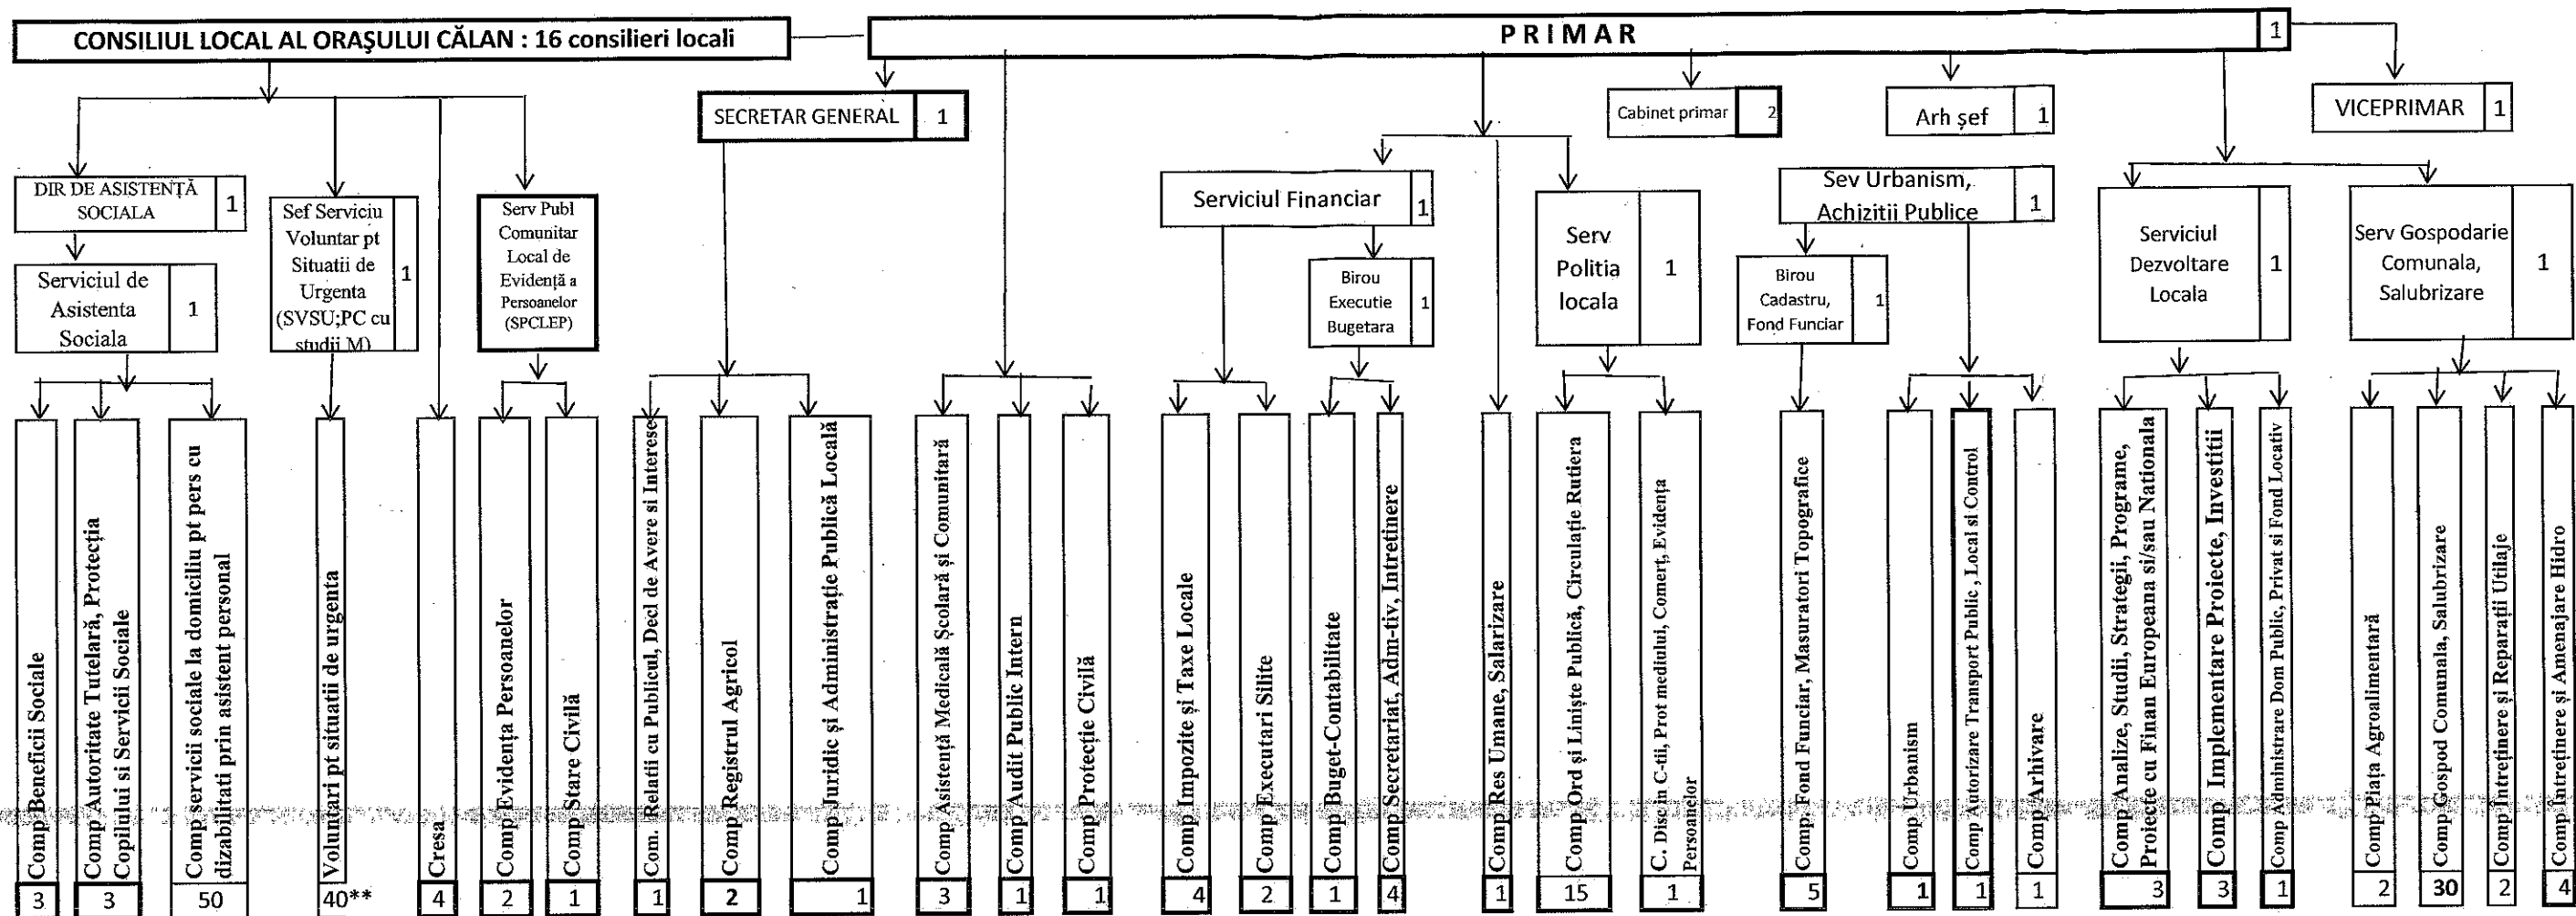 CONSILIUL LOCAL AL ORAŞULUI CĂLAN : 16 consilieri locali
PRIMAR
1
SECRETAR GENERAL
1
Cabinet primar
2
Arh șef
1
VICEPRIMAR
1
DIR DE ASISTENȚĂ
SOCIALA
1
Sef Serviciu
Voluntar pt
Situatii de
Urgenta
(SVSU;PC cu
studii M)
1
Serv Publ
Comunitar
Local de
Evidență a
Persoanelor
(SPCLEP)
Serviciul Financiar
1
Serv
Politia
locala
1
Sev Urbanism,
Achizitii Publice
1
Serviciul
Dezvoltare
Locala
1
Serv Gospodarie
Comunala,
Salubrizare
1
Serviciul de
Asistenta
Sociala
1
Birou
Executie
Bugetara
1
Birou
Cadastru,
Fond Funciar
1
Comp Beneficii Sociale
3
Comp Autoritate Tutelară, Protecția
Copilului si Servicii Sociale
3
Comp servicii sociale la domiciliu pt pers cu
dizabilitati prin asistent personal
50
Voluntari pt situatii de urgenta
40**
Cresa
4
Comp Evidența Persoanelor
2
Comp Stare Civilă
1
Com. Relatii cu Publicul, Decl de Avere si Interese
1
Comp Registrul Agricol
2
Comp Juridic și Administrație Publică Locală
1
Comp Asistență Medicală Școlară și Comunitară
3
Comp Audit Public Intern
1
Comp Protecție Civilă
1
Comp Impozite și Taxe Locale
4
Comp Executari Silite
2
Comp Buget-Contabilitate
1
Comp Secretariat, Adm-tiv, Intretinere
4
Comp Res Umane, Salarizare
1
Comp Ord și Liniște Publică, Circulație Rutiera
15
C. Disc in C-tii, Prot mediului, Comerț, Evidența
Persoanelor
1
Comp. Fond Funciar, Masuratori Topografice
5
Comp Urbanism
1
Comp Autorizare Transport Public , Local si Control
1
Comp Arhivare
1
Comp Analize, Studii, Strategii, Programe,
Proiecte cu Finan Europeana si/sau Nationala
3
Comp Implementare Proiecte, Investitii
3
Comp Administrare Dom Public, Privat si Fond Locativ
1
Comp Piața Agroalimentară
2
Comp Gospod Comunala, Salubrizare
30
Comp Întreținere și Reparații Utilaje
2
Comp Întreținere și Amenajare Hidro
4